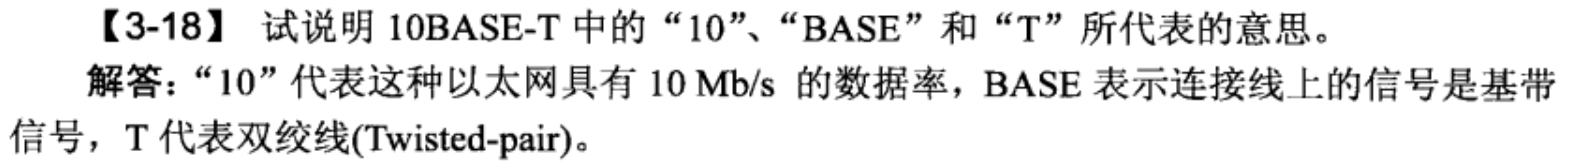 【3-18】 试说明 10BASE-T 中的“10”、“BASE”和“T”所代表的意思。
解答：“10”代表这种以太网具有 10 Mb/s 的数据率，BASE 表示连接线上的信号是基带
信号，T 代表双绞线(Twisted-pair)。